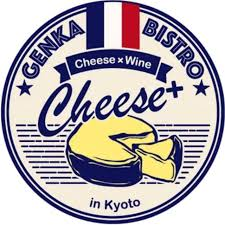 GENKA BISTRO
Cheese×Wine
Cheese+
in Kyoto